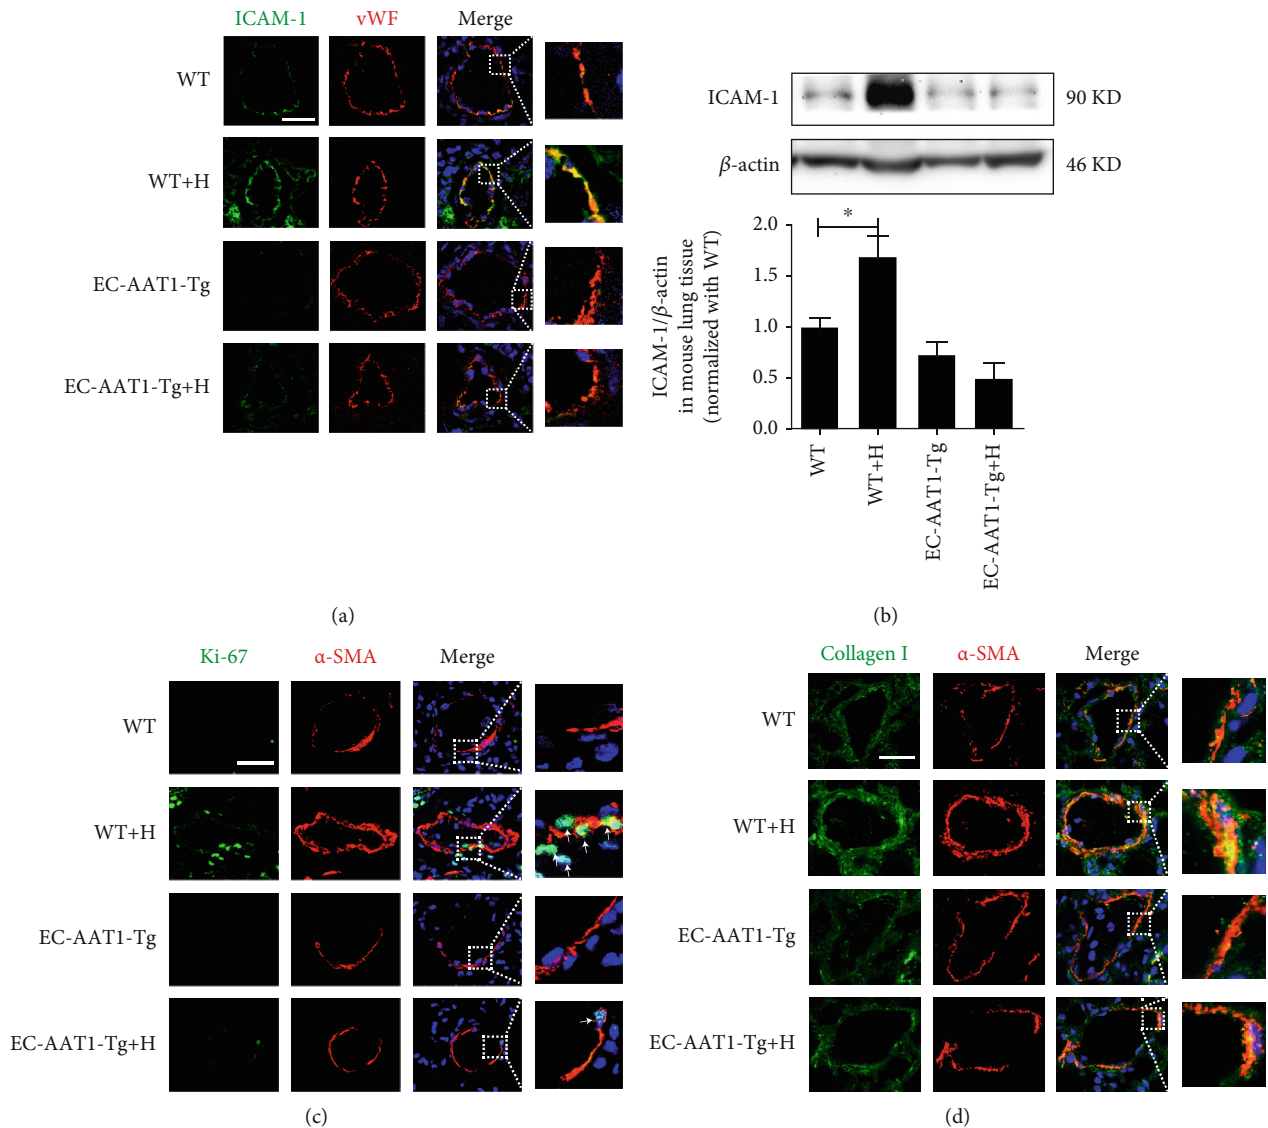 ICAM-1 vWF Merge
WT
WT+H
EC-AAT1-Tg
EC-AAT1-Tg+H
(a)
ICAM-1 90 KD
β-actin 46 KD
ICAM-1/β-actin
in mouse lung tissue
(normalized with WT)
2.0
1.5
1.0
0.5
0.0
*
WT
WT+H
EC-AAT1-Tg
EC-AAT1-Tg+H
(b)
Ki-67 α-SMA Merge
WT
WT+H
EC-AAT1-Tg
EC-AAT1-Tg+H
(c)
Collagen I α-SMA Merge
WT
WT+H
EC-AAT1-Tg
EC-AAT1-Tg+H
(d)